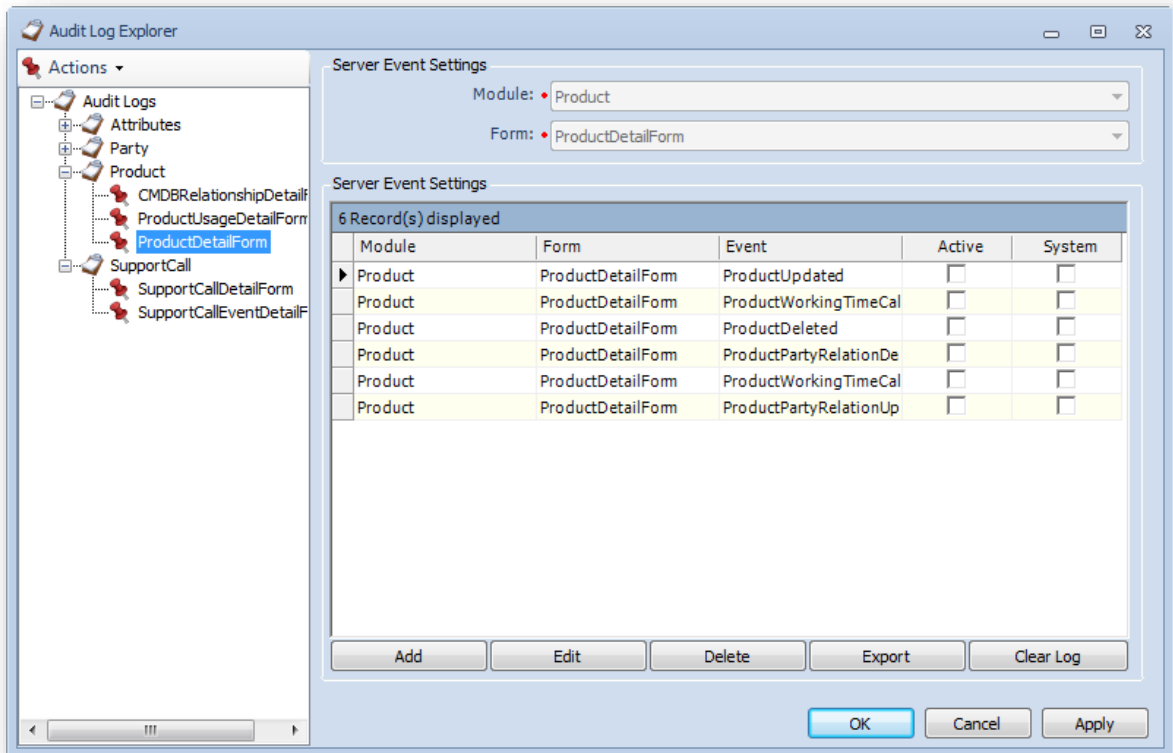 Audit Log Explorer
Actions
Audit Logs
Attributes
Party
Product
CMDBRelationshipDetailF
ProductUsageDetailForm
ProductDetailForm
SupportCall
SupportCallDetailForm
SupportCallEventDetailF
Server Event Settings
Module: Product
Form: ProductDetailForm
Server Event Settings
6 Record(s) displayed
Module Form Event Active System
Product ProductDetailForm ProductUpdated
Product ProductDetailForm ProductWorkingTimeCal
Product ProductDetailForm ProductDeleted
Product ProductDetailForm ProductPartyRelationDe
Product ProductDetailForm ProductWorkingTimeCal
Product ProductDetailForm ProductPartyRelationUp
Add Edit Delete Export Clear Log
OK Cancel Apply